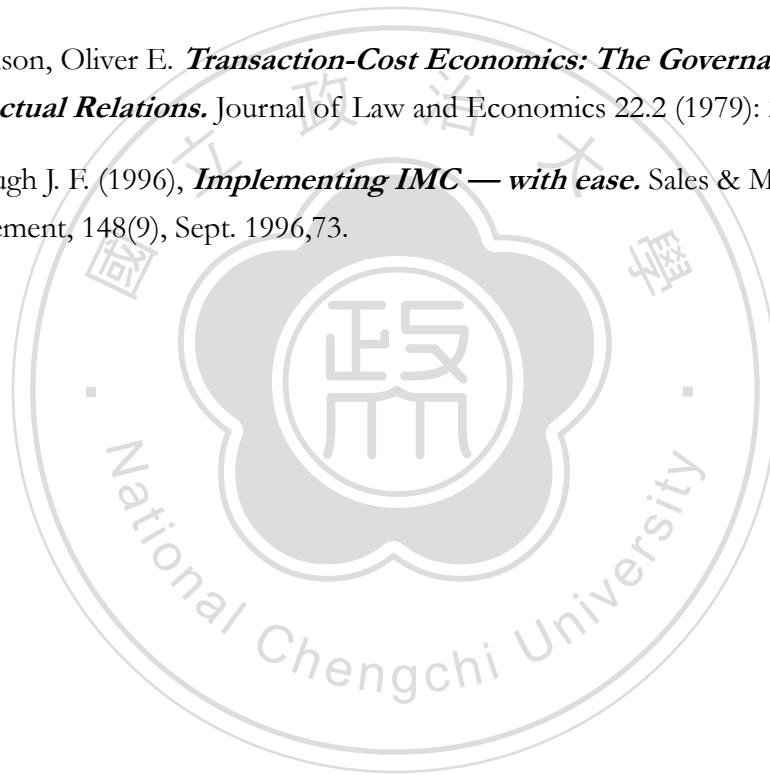 son, Oliver E. Transaction-Cost Economics: The Governa
ctual Relations. Journal of Law and Economics 22.2 (1979):
ugh J. F. (1996), Implementing IMC — with ease. Sales & M
ement, 148(9), Sept. 1996,73.
國立政治大學
政大
National Chengchi University